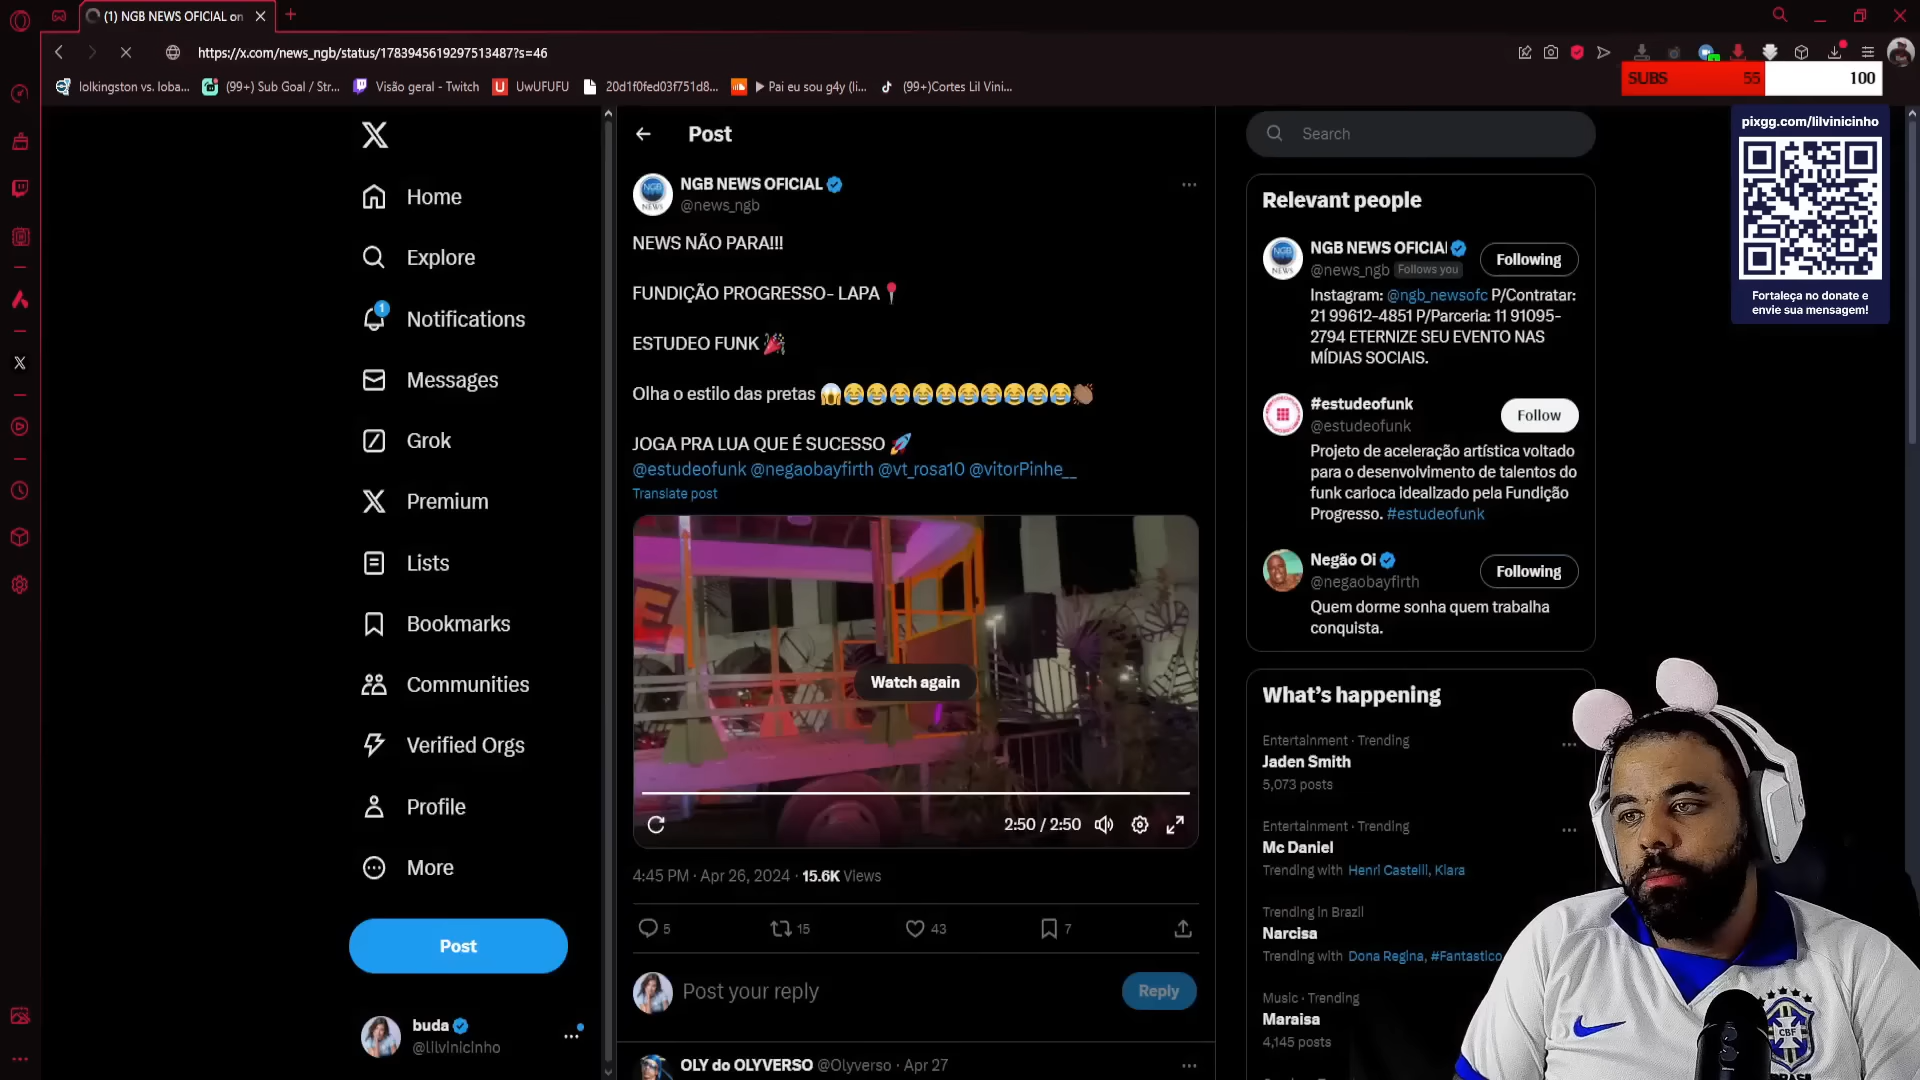 (1) NGB NEWS OFICIAL on
https://x.com/news_ngb/status/1783945619297513487?s=46
lolkingston vs. loba...
(99+) Sub Goal / Str...
Visão geral - Twitch
UwUFUFU
20d1f0fed03f751d8...
Pai eu sou g4y (li...
(99+)Cortes Lil Vini...
SUBS 55 100
pixgg.com/lilvinicinho
Fortaleça no donate e
envie sua mensagem!
Home
Explore
1
Notifications
Messages
Grok
Premium
Lists
Bookmarks
Communities
Verified Orgs
Profile
More
Post
buda
@lilvinicinho
Post
NGB NEWS OFICIAL
@news_ngb
NEWS NÃO PARA!!!
FUNDIÇÃO PROGRESSO- LAPA📍
ESTUDEO FUNK 🎉
Olha o estilo das pretas 😱😂😂😂😂😂😂😂😂😂😂👏🏽
JOGA PRA LUA QUE É SUCESSO 🚀
@estudeofunk @negaobayfirth @vt_rosa10 @vitorPinhe__
Translate post
Watch again
2:50 / 2:50
4:45 PM · Apr 26, 2024 · 15.6K Views
5 15 43 7
Post your reply
Reply
OLY do OLYVERSO @Olyverso · Apr 27
Search
Relevant people
NGB NEWS OFICIAL
@news_ngb Follows you
Following
Instagram: @ngb_newsofc P/Contratar:
21 99612-4851 P/Parceria: 11 91095-
2794 ETERNIZE SEU EVENTO NAS
MÍDIAS SOCIAIS.
#estudeofunk
@estudeofunk
Follow
Projeto de aceleração artística voltado
para o desenvolvimento de talentos do
funk carioca idealizado pela Fundição
Progresso. #estudeofunk
Negão Oi
@negaobayfirth
Following
Quem dorme sonha quem trabalha
conquista.
What's happening
Entertainment · Trending
Jaden Smith
5,073 posts
Entertainment · Trending
Mc Daniel
Trending with Henri Castelli, Kiara
Trending in Brazil
Narcisa
Trending with Dona Regina, #Fantastico
Music · Trending
Maraisa
4,145 posts
CBF